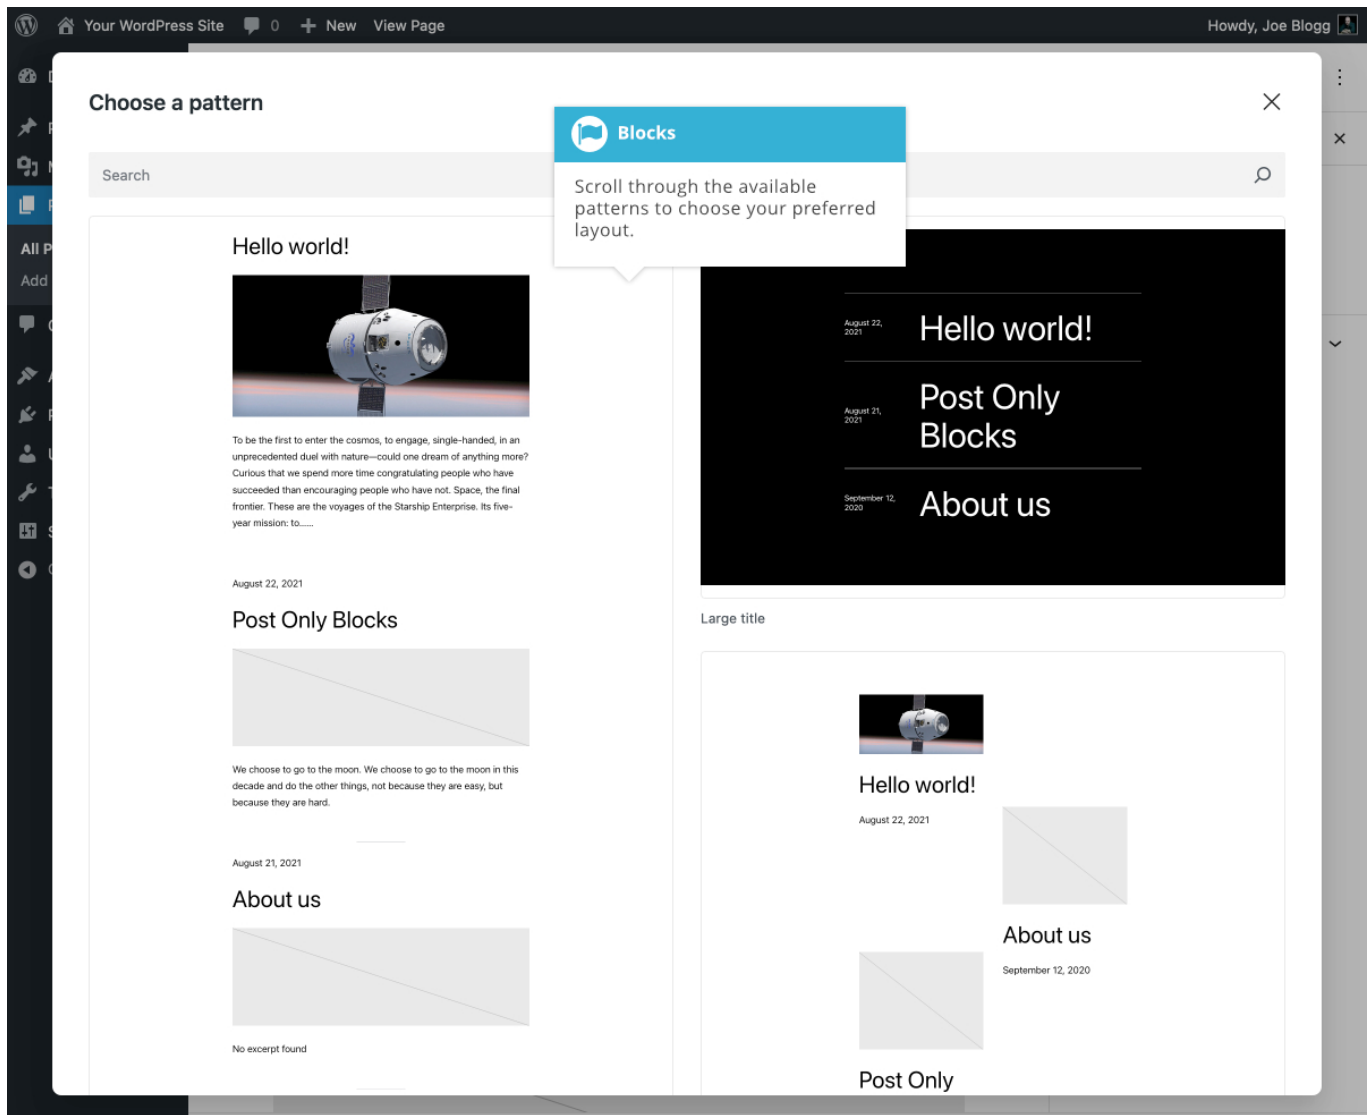 Your WordPress Site 0 New View Page
Howdy, Joe Blogg
Choose a pattern
Blocks
Scroll through the available
patterns to choose your preferred
layout.
Search
All P
Add
Hello world!
To be the first to enter the cosmos, to engage, single-handed, in an
unprecedented duel with nature—could one dream of anything more?
Curious that we spend more time congratulating people who have
succeeded than encouraging people who have not. Space, the final
frontier. These are the voyages of the Starship Enterprise. Its five-
year mission: to......
August 22, 2021
Post Only Blocks
We choose to go to the moon. We choose to go to the moon in this
decade and do the other things, not because they are easy, but
because they are hard.
August 21, 2021
About us
No excerpt found
August 22,
2021
Hello world!
August 21,
2021
Post Only
Blocks
September 12,
2020
About us
Large title
Hello world!
August 22, 2021
About us
September 12, 2020
Post Only